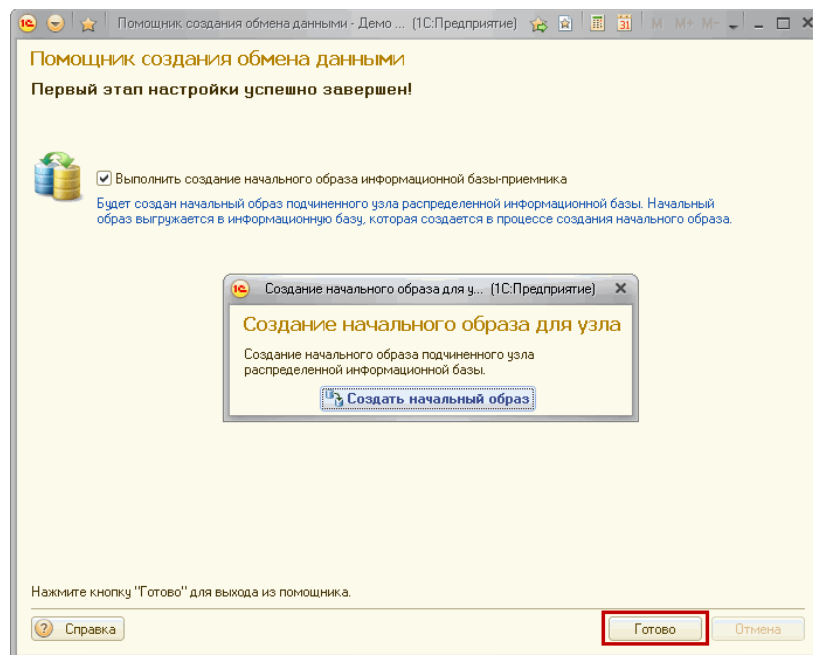 Помощник создания обмена данными - Демо ... (1С:Предприятие) 31 M M+ M-
Помощник создания обмена данными
Первый этап настройки успешно завершен!
Выполнить создание начального образа информационной базы-приемника
Будет создан начальный образ подчиненного узла распределенной информационной базы. Начальный
образ выгружается в информационную базу, которая создается в процессе создания начального образа.
Создание начального образа для у... (1С:Предприятие)
Создание начального образа для узла
Создание начального образа подчиненного узла
распределенной информационной базы.
Создать начальный образ
Нажмите кнопку "Готово" для выхода из помощника.
? Справка Готово Отмена